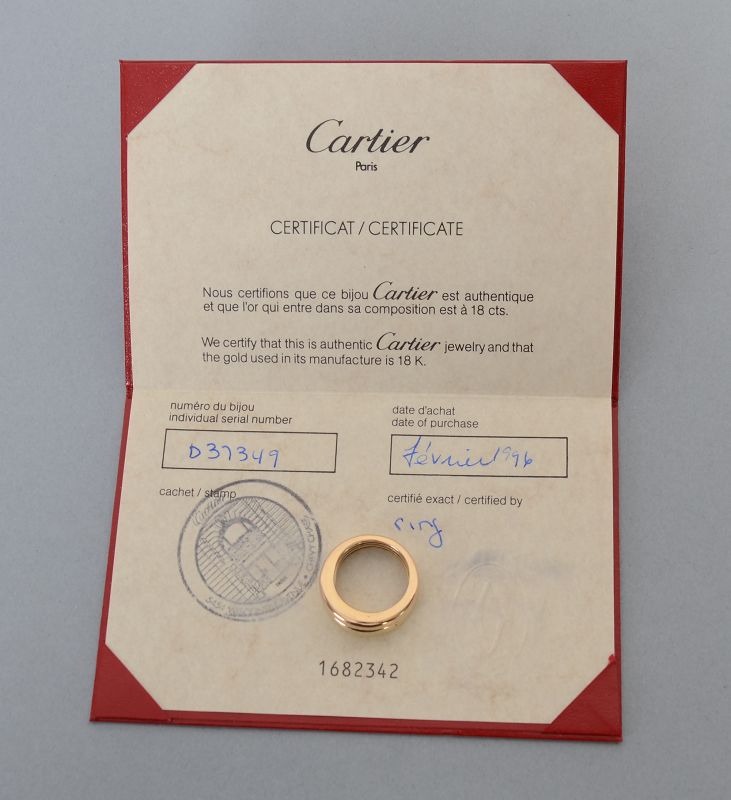 Cartier
Paris
CERTIFICAT / CERTIFICATE
Nous certifions que ce bijou Cartier est authentique
et que l'or qui entre dans sa composition est à 18 cts.
We certify that this is authentic Cartier jewelry and that
the gold used in its manufacture is 18 K.
numéro du bijou
individual serial number
D37349
date d'achat
date of purchase
Février 1996
cachet / stamp
certifié exact / certified by
Cartier
1682342